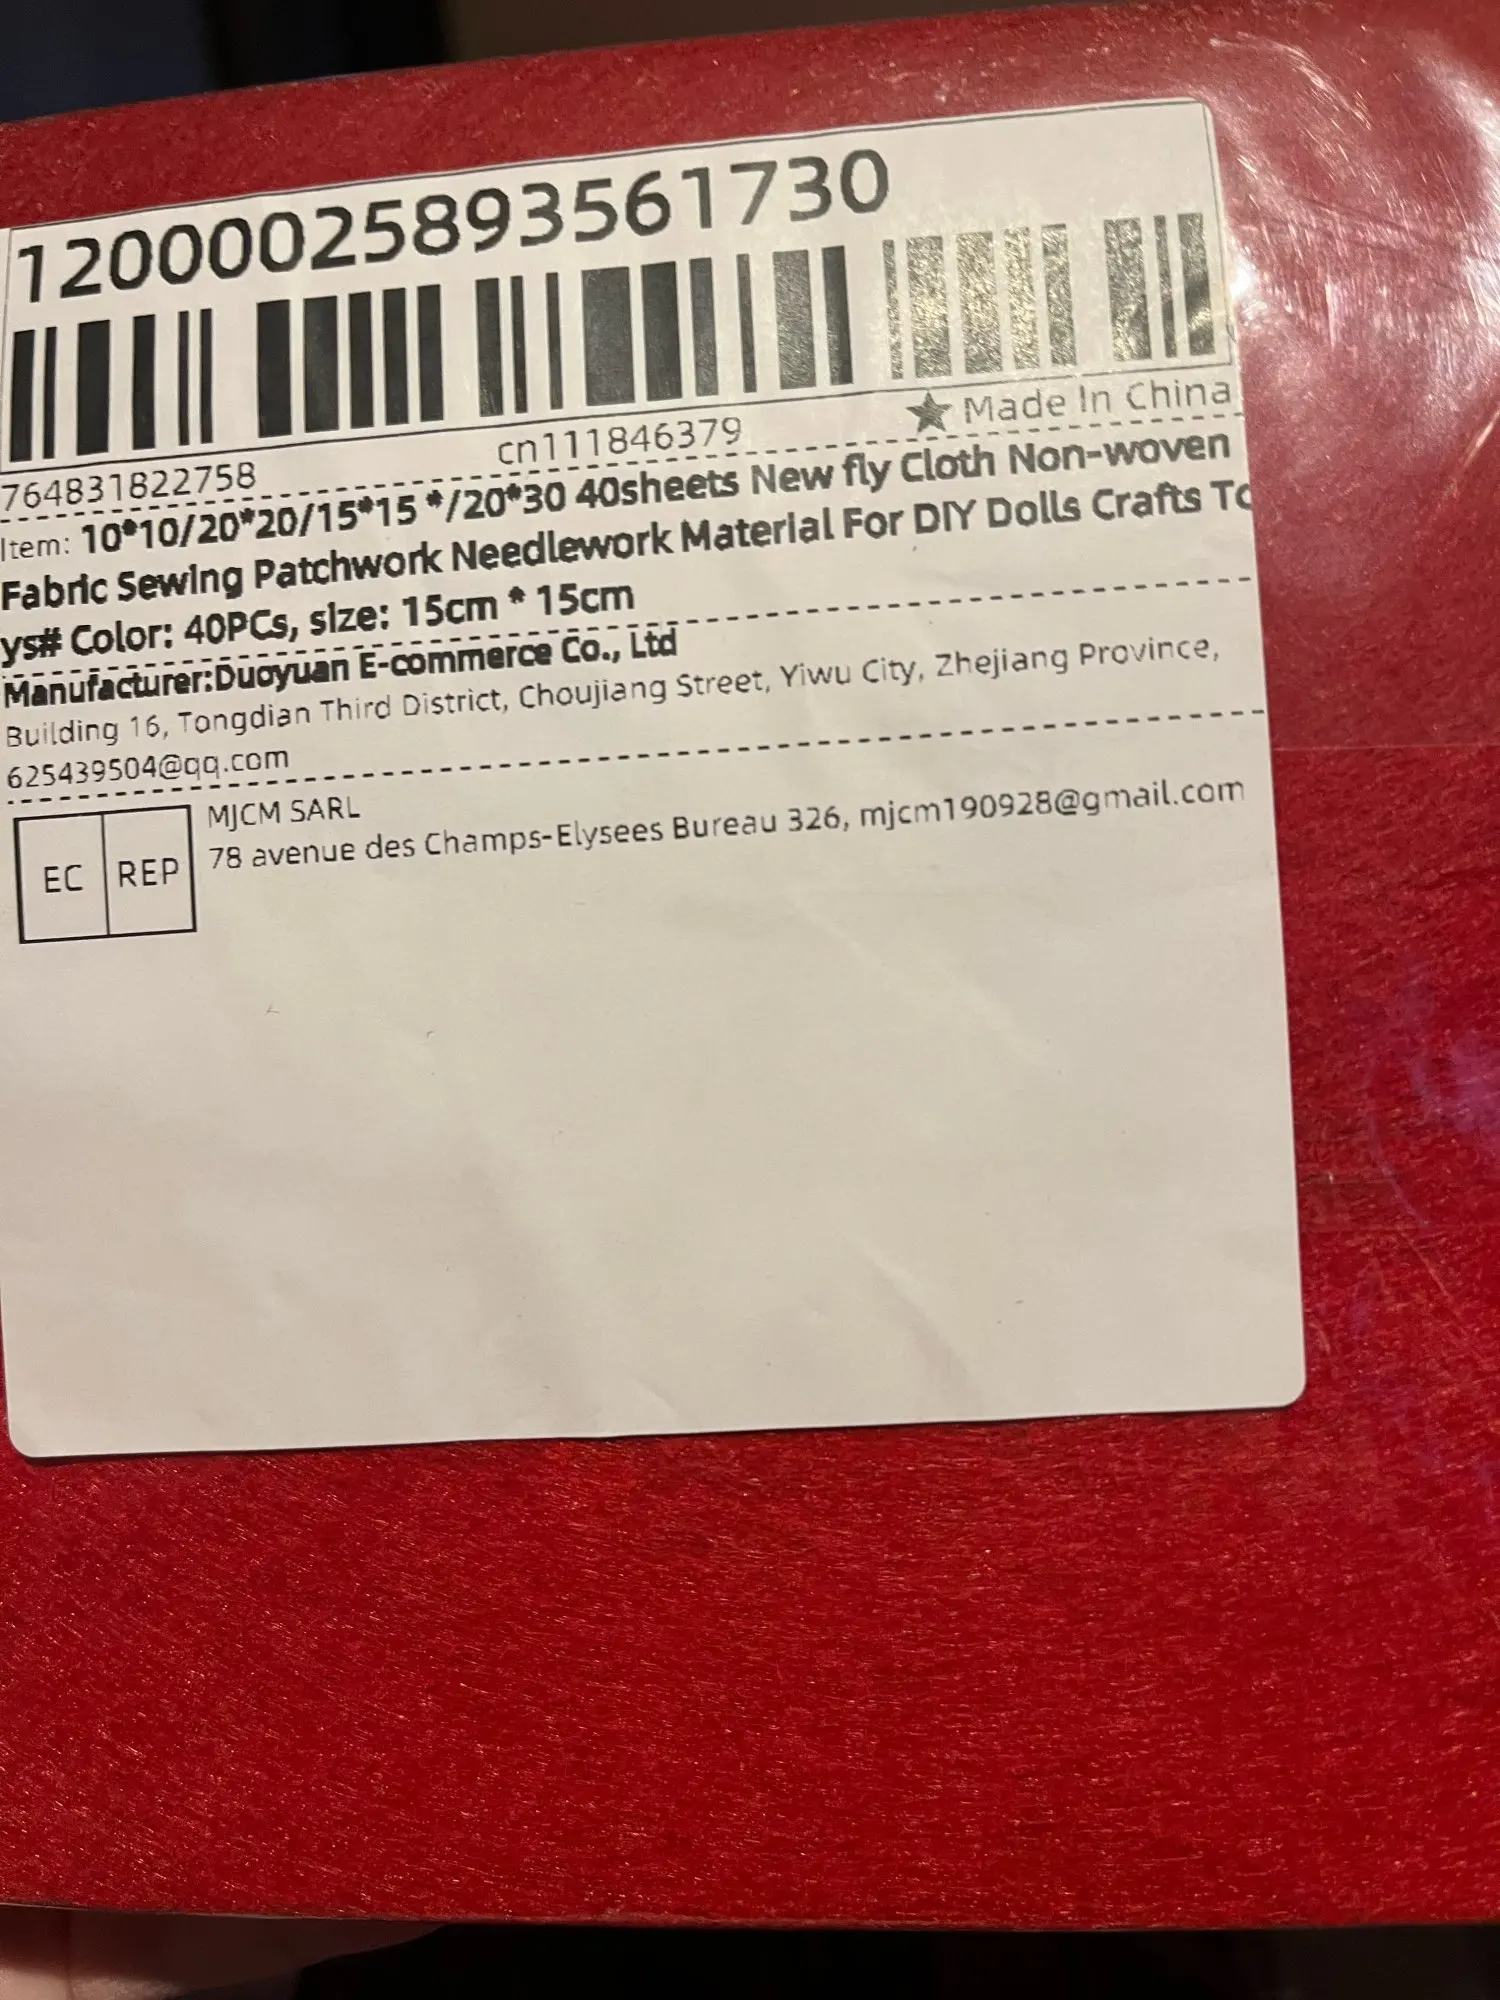 12000025893561730
764831822758 cn111846379 ★ Made In China
Item: 10*10/20*20/15*15 */20*30 40sheets New fly Cloth Non-woven
Fabric Sewing Patchwork Needlework Material For DIY Dolls Crafts To
ys# Color: 40PCs, size: 15cm * 15cm
Manufacturer:Duoyuan E-commerce Co., Ltd
Building 16, Tongdian Third District, Choujiang Street, Yiwu City, Zhejiang Province,
625439504@qq.com
EC REP
MJCM SARL
78 avenue des Champs-Elysees Bureau 326, mjcm190928@gmail.com